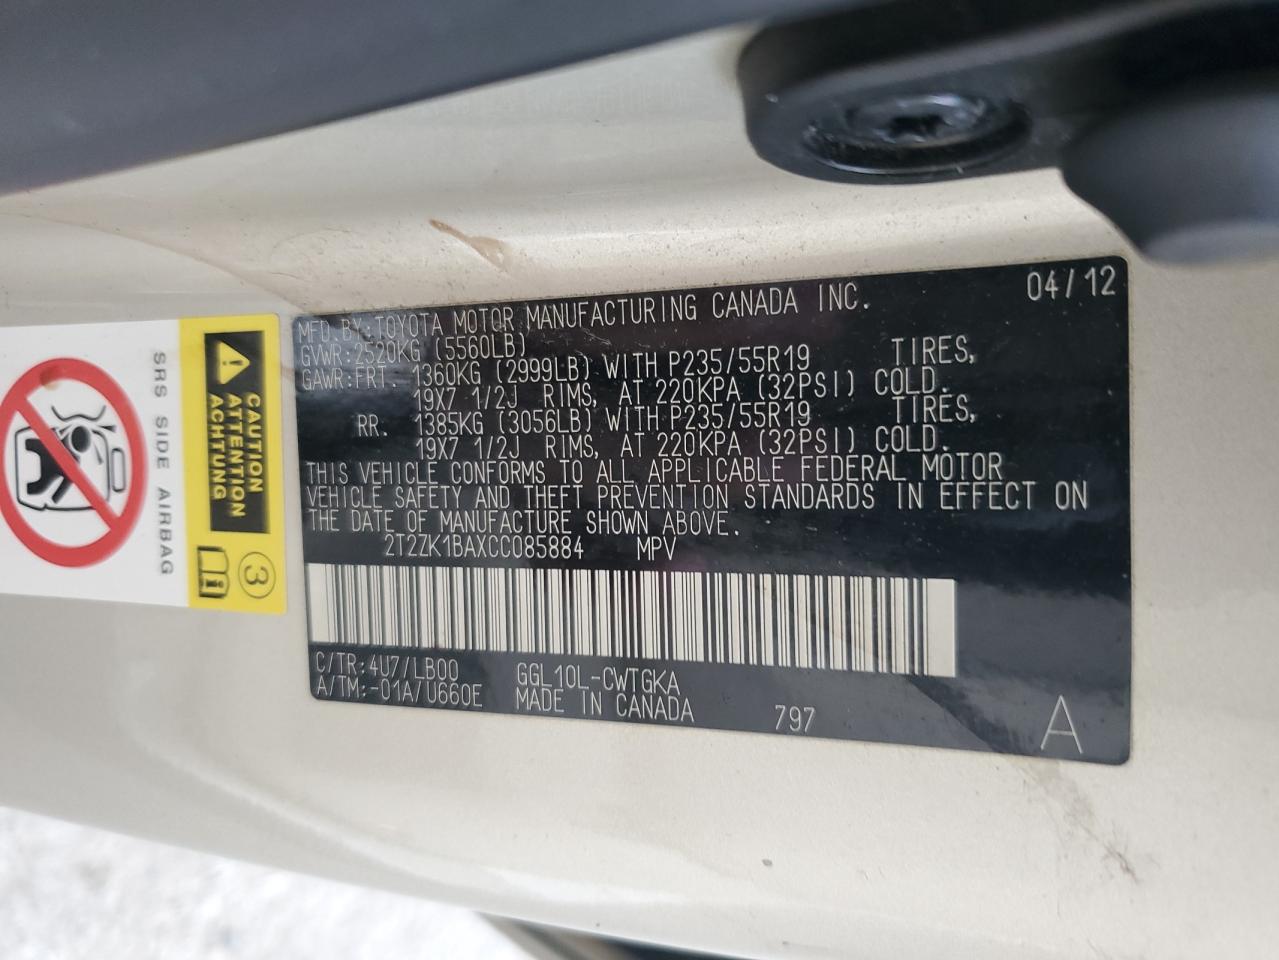 04/12
MFD.BY:TOYOTA MOTOR MANUFACTURING CANADA INC.
GVWR:2520KG (5560LB)
GAWR:FRT. 1360KG (2999LB) WITH P235/55R19 TIRES,
19X7 1/2J RIMS, AT 220KPA (32PSI) COLD.
RR. 1385KG (3056LB) WITH P235/55R19 TIRES,
19X7 1/2J RIMS, AT 220KPA (32PSI) COLD.
THIS VEHICLE CONFORMS TO ALL APPLICABLE FEDERAL MOTOR
VEHICLE SAFETY AND THEFT PREVENTION STANDARDS IN EFFECT ON
THE DATE OF MANUFACTURE SHOWN ABOVE.
2T2ZK1BAXCC085884 MPV
C/TR:4U7/LB00 GGL10L-CWTGKA
A/TM:-01A/U660E MADE IN CANADA 797 A
CAUTION
ATTENTION
ACHTUNG
3
SRS SIDE AIRBAG